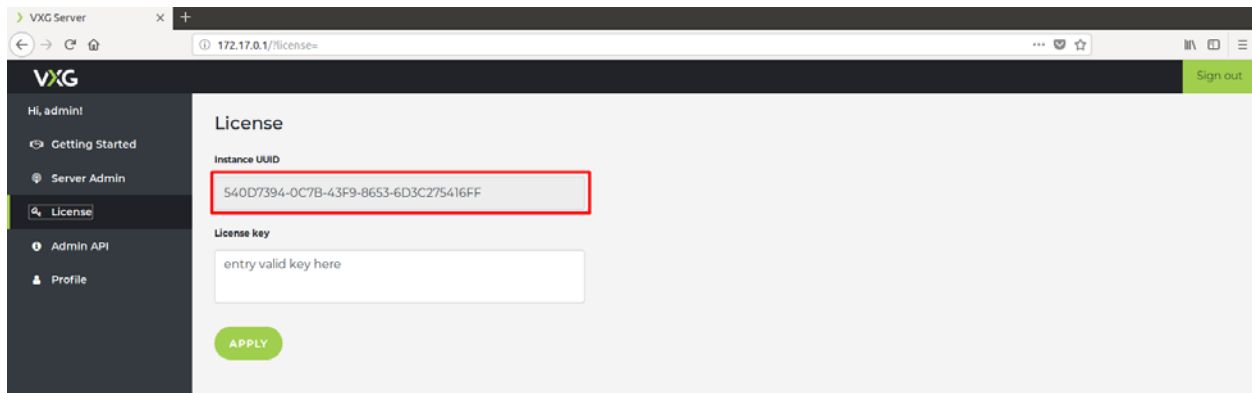 VXG Server
172.17.0.1/?license=
VXG
Sign out
Hi, admin!
Getting Started
Server Admin
License
Admin API
Profile
License
Instance UUID
540D7394-0C7B-43F9-8653-6D3C275416FF
License key
entry valid key here
APPLY